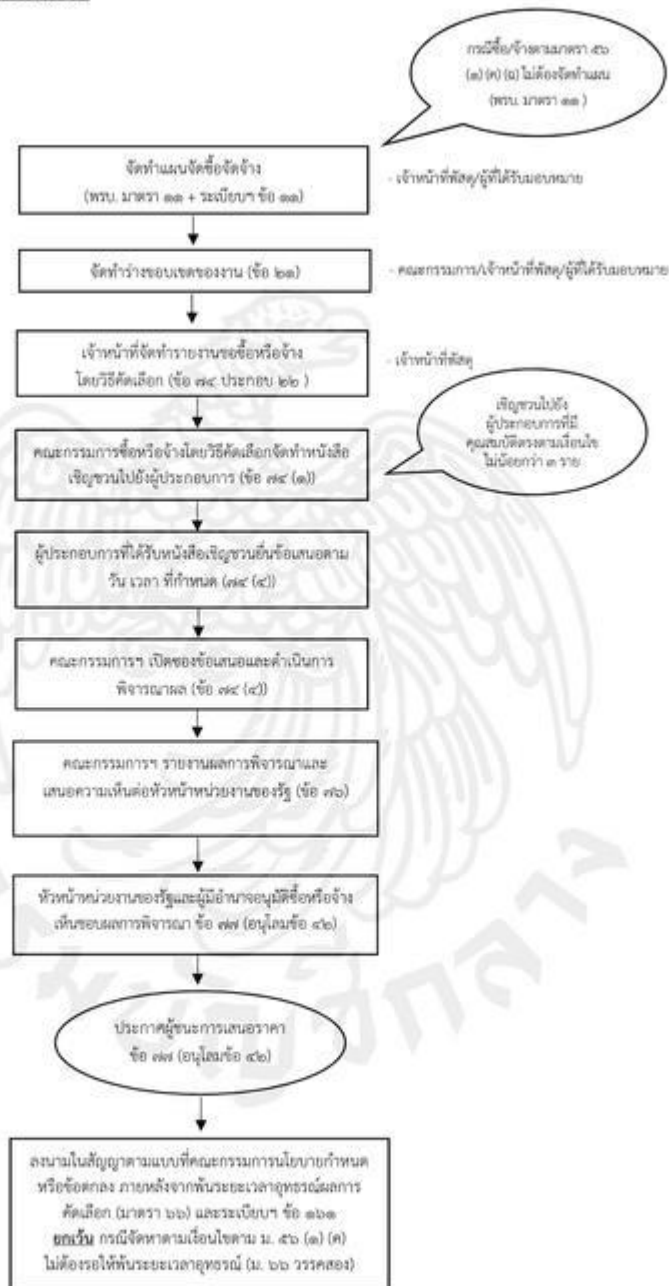 กรณีซื้อ/จ้างตามมาตรา ๕๖
(๑) (ค) (ฉ) ไม่ต้องจัดทำแผน
(พรบ. มาตรา ๑๑ )
จัดทำแผนจัดซื้อจัดจ้าง
(พรบ. มาตรา ๑๑ + ระเบียบฯ ข้อ ๑๑)
- เจ้าหน้าที่พัสดุ/ผู้ที่ได้รับมอบหมาย
จัดทำร่างขอบเขตของงาน (ข้อ ๒๑)
- คณะกรรมการ/เจ้าหน้าที่พัสดุ/ผู้ที่ได้รับมอบหมาย
เจ้าหน้าที่จัดทำรายงานขอซื้อหรือจ้าง
โดยวิธีคัดเลือก (ข้อ ๗๔ ประกอบ ๒๒ )
- เจ้าหน้าที่พัสดุ
เชิญชวนไปยัง
ผู้ประกอบการที่มี
คุณสมบัติตรงตามเงื่อนไข
ไม่น้อยกว่า ๓ ราย
คณะกรรมการซื้อหรือจ้างโดยวิธีคัดเลือกจัดทำหนังสือ
เชิญชวนไปยังผู้ประกอบการ (ข้อ ๗๔ (๑))
ผู้ประกอบการที่ได้รับหนังสือเชิญชวนยื่นข้อเสนอตาม
วัน เวลา ที่กำหนด (๗๔ (๔))
คณะกรรมการฯ เปิดซองข้อเสนอและดำเนินการ
พิจารณาผล (ข้อ ๗๔ (๔))
คณะกรรมการฯ รายงานผลการพิจารณาและ
เสนอความเห็นต่อหัวหน้าหน่วยงานของรัฐ (ข้อ ๗๖)
หัวหน้าหน่วยงานของรัฐและผู้มีอำนาจอนุมัติซื้อหรือจ้าง
เห็นชอบผลการพิจารณา ข้อ ๗๗ (อนุโลมข้อ ๔๒)
ประกาศผู้ชนะการเสนอราคา
ข้อ ๗๗ (อนุโลมข้อ ๔๒)
ลงนามในสัญญาตามแบบที่คณะกรรมการนโยบายกำหนด
หรือข้อตกลง ภายหลังจากพ้นระยะเวลาอุทธรณ์ผลการ
คัดเลือก (มาตรา ๖๖) และระเบียบฯ ข้อ ๑๖๑
ยกเว้น กรณีจัดหาตามเงื่อนไขตาม ม. ๕๖ (๑) (ค)
ไม่ต้องรอให้พ้นระยะเวลาอุทธรณ์ (ม. ๖๖ วรรคสอง)